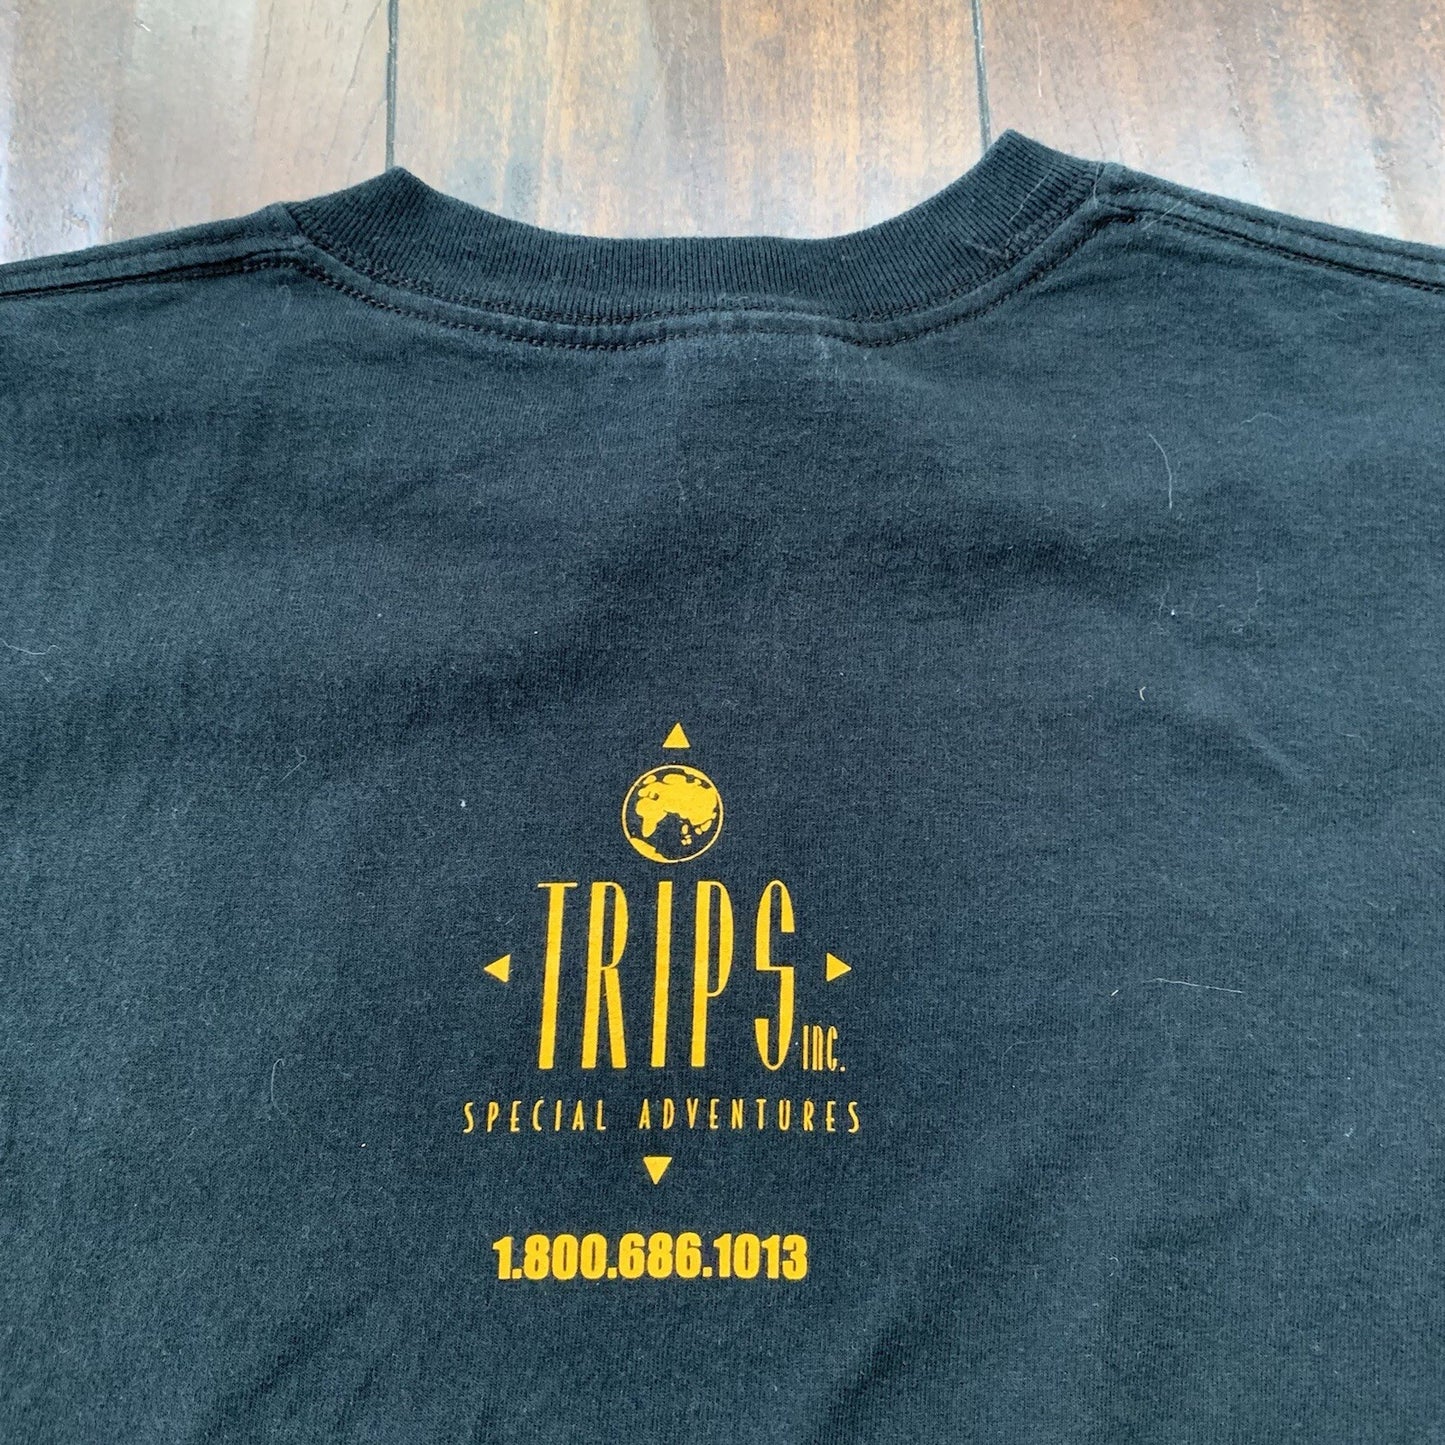 TRIPS inc.
SPECIAL ADVENTURES
1.800.686.1013